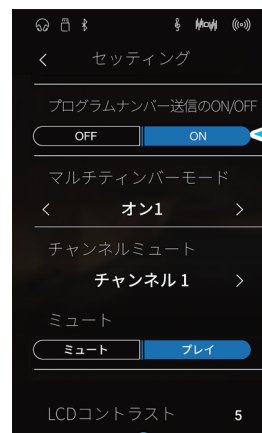 セッティング
プログラムナンバー送信のON/OFF
OFF ON
マルチティンバーモード
オン1
チャンネルミュート
チャンネル 1
ミュート
ミュート プレイ
LCDコントラスト 5